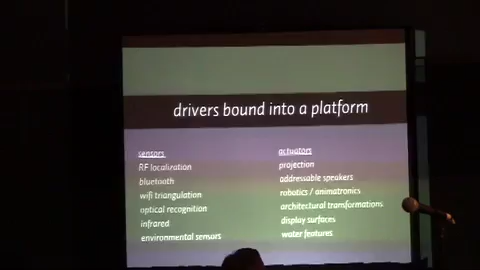 drivers bound into a platform
sensors
RF localization
bluetooth
wifi triangulation
optical recognition
infrared
environmental sensors
actuators
projection
addressable speakers
robotics / animatronics
architectural transformations
display surfaces
water features